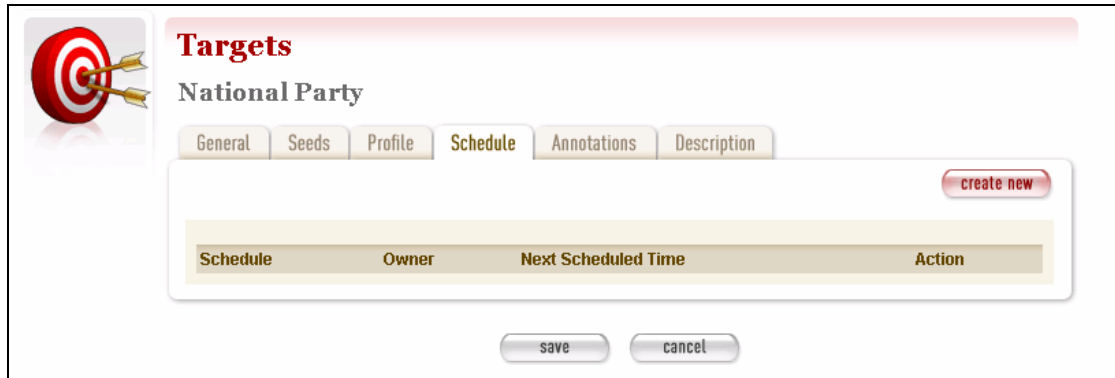 Targets
National Party
General Seeds Profile Schedule Annotations Description
create new
Schedule Owner Next Scheduled Time Action
save cancel